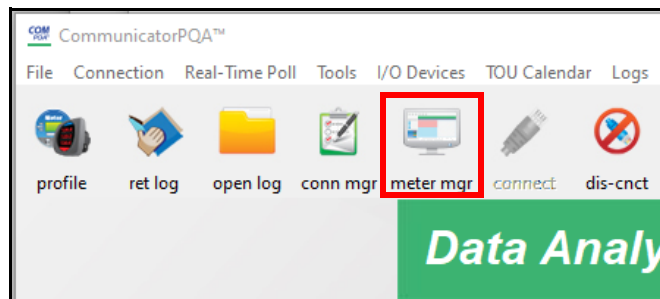 COM PQA CommunicatorPQA™
File Connection Real-Time Poll Tools I/O Devices TOU Calendar Logs
profile ret log open log conn mgr meter mgr connect dis-cnct
Data Analy